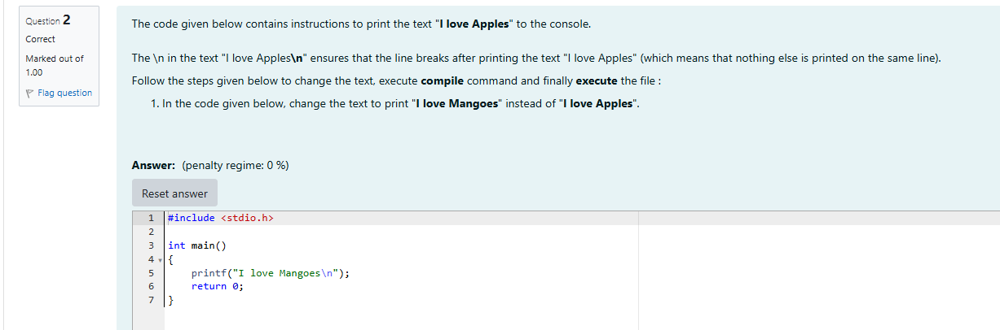 Question 2
Correct
Marked out of
1.00
Flag question
The code given below contains instructions to print the text "I love Apples" to the console.
The \n in the text "I love Apples\n" ensures that the line breaks after printing the text "I love Apples" (which means that nothing else is printed on the same line).
Follow the steps given below to change the text, execute compile command and finally execute the file :
1. In the code given below, change the text to print "I love Mangoes" instead of "I love Apples".
Answer: (penalty regime: 0 %)
Reset answer
1 #include <stdio.h>
2
3 int main()
4 {
5     printf("I love Mangoes\n");
6     return 0;
7 }